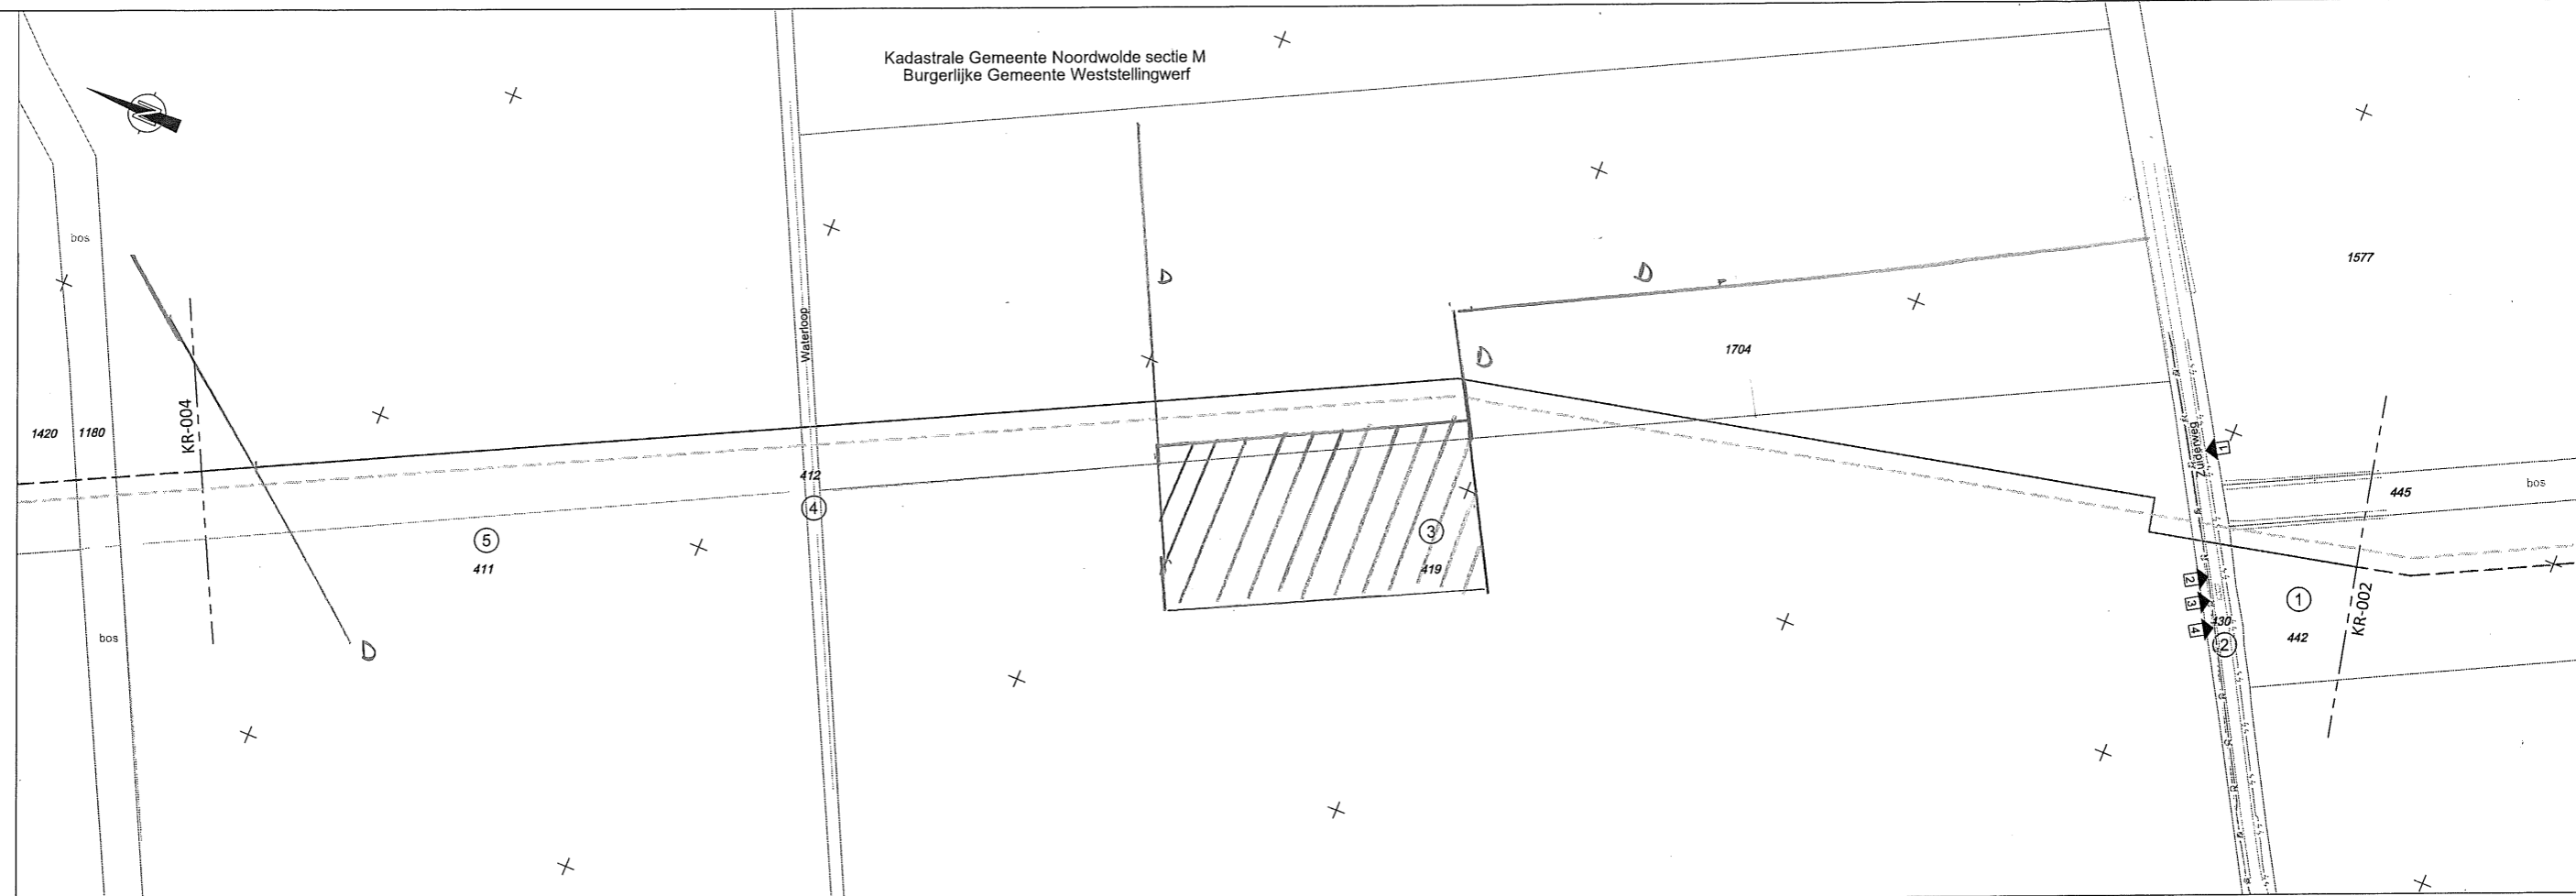 Kadastrale Gemeente Noordwolde sectie M
Burgerlijke Gemeente Weststellingwerf
bos
1420
1180
KR-004
bos
D
5
411
Waterloop
412
4
D
D
D
1704
3
419
Zuiderweg
1
2
3
4
430
2
1577
445
bos
1
442
KR-002